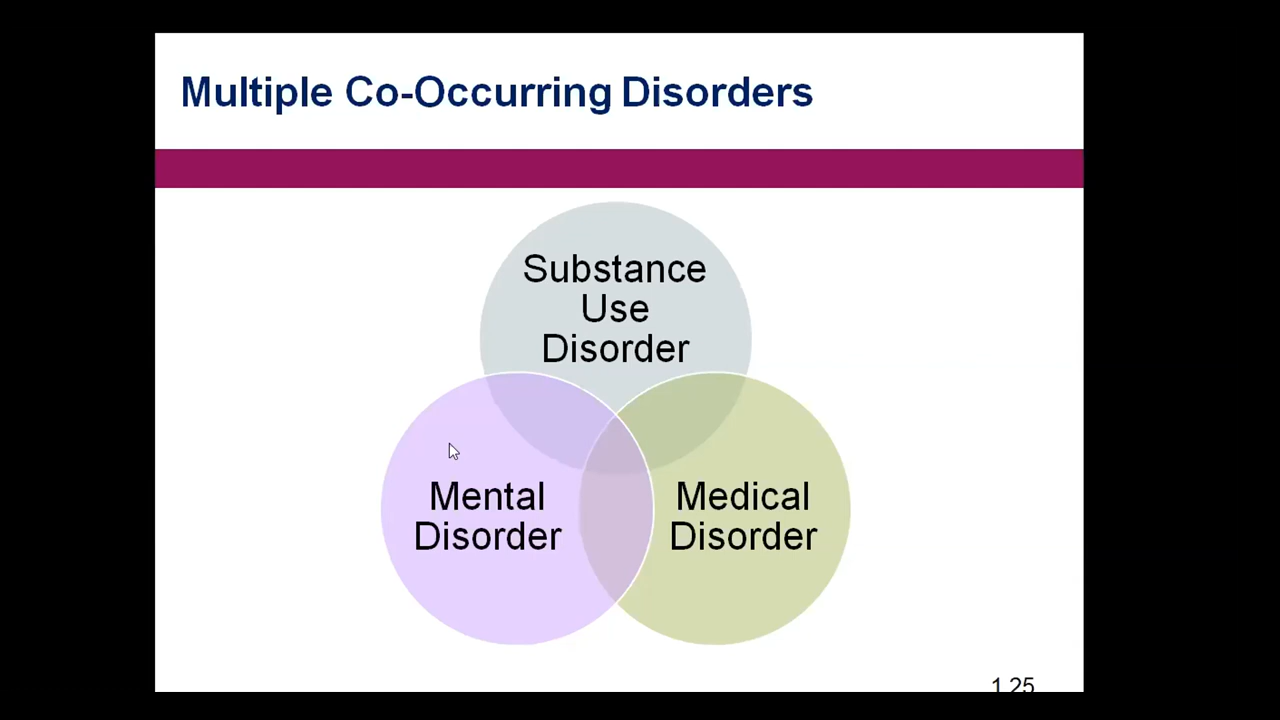 Multiple Co-Occurring Disorders
Substance
Use
Disorder
Mental
Disorder
Medical
Disorder
1.25